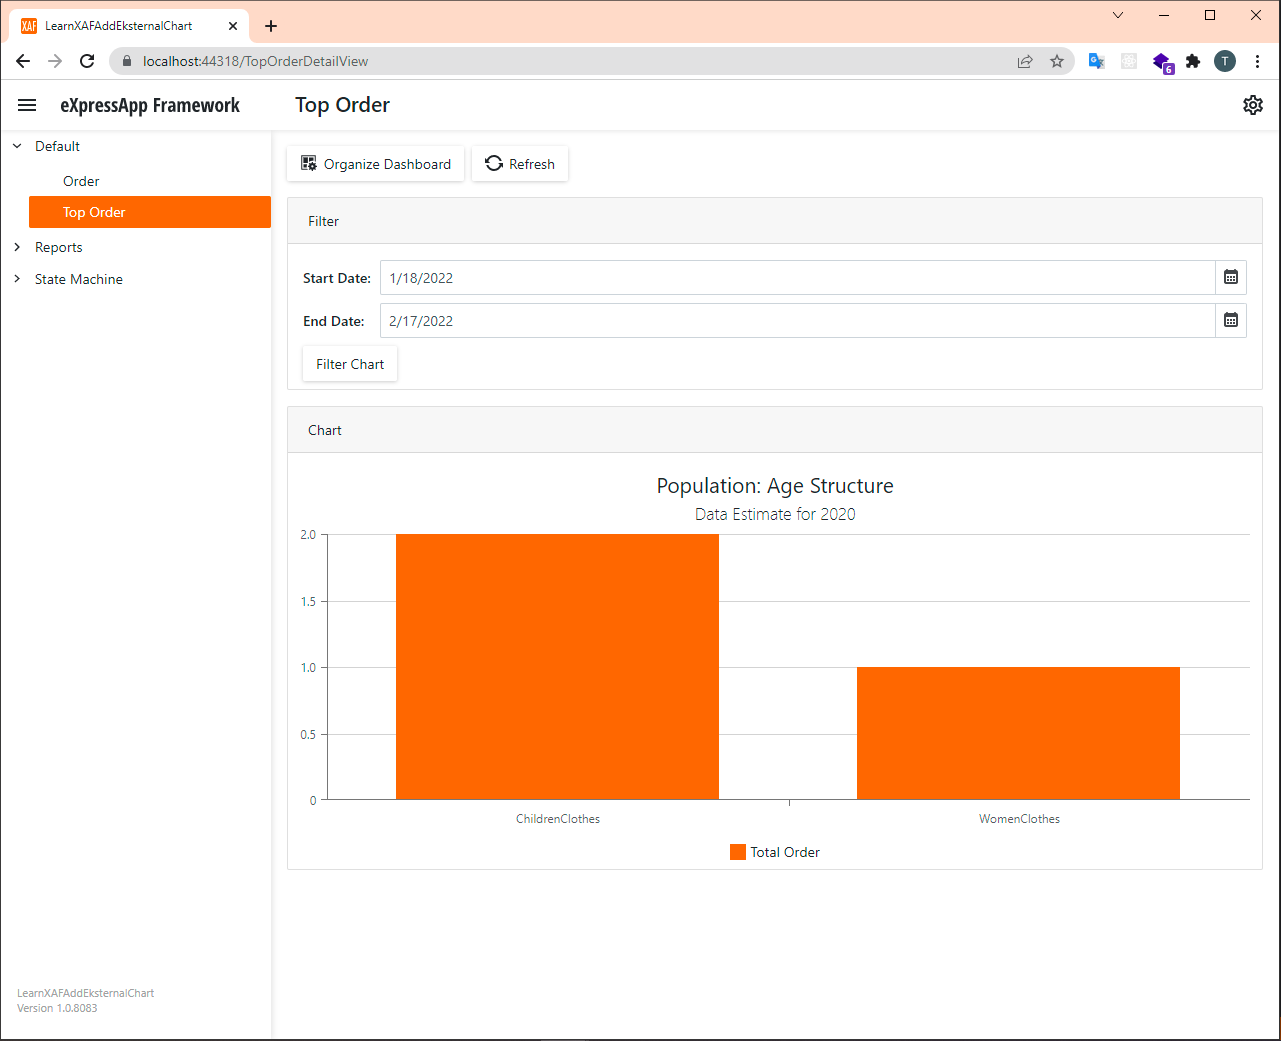 XAF LearnXAFAddEksternalChart
localhost:44318/TopOrderDetailView
6
T
eXpressApp Framework
Top Order
Default
Order
Top Order
Reports
State Machine
Organize Dashboard
Refresh
Filter
Start Date: 1/18/2022
End Date: 2/17/2022
Filter Chart
Chart
Population: Age Structure
Data Estimate for 2020
2.0
1.5
1.0
0.5
0
ChildrenClothes WomenClothes
Total Order
LearnXAFAddEksternalChart
Version 1.0.8083